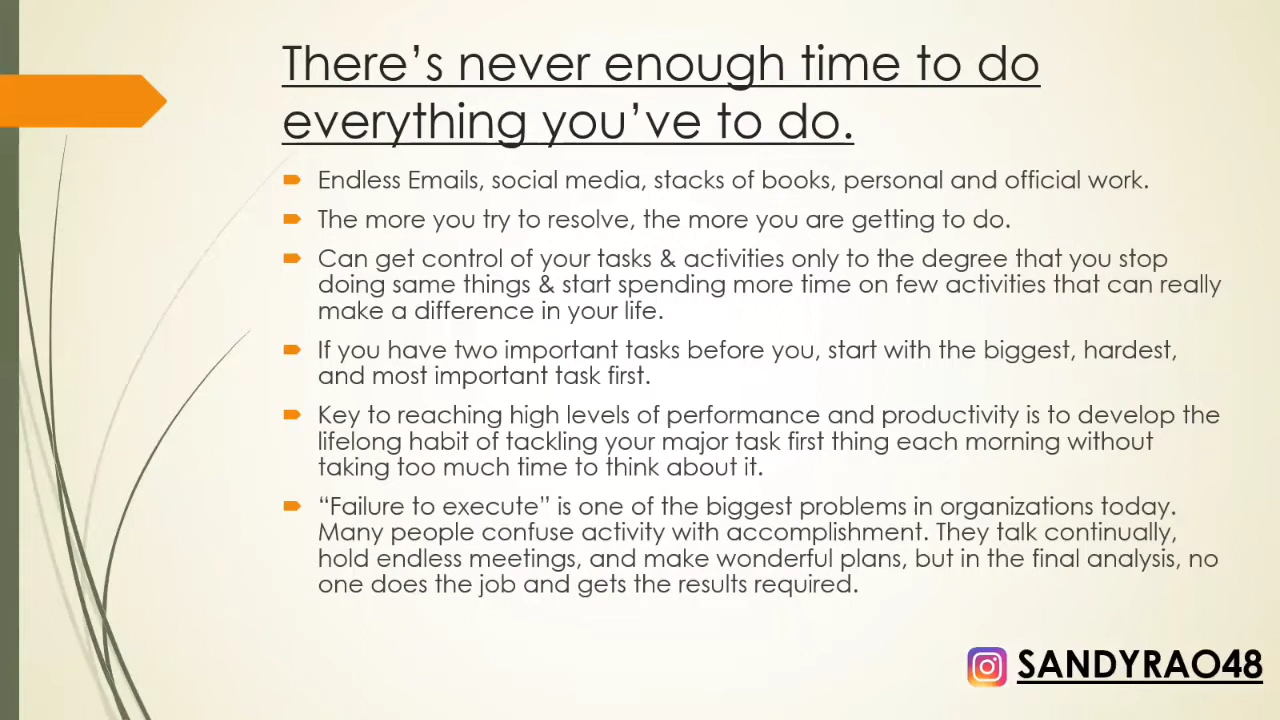 There’s never enough time to do
everything you’ve to do.
Endless Emails, social media, stacks of books, personal and official work.
The more you try to resolve, the more you are getting to do.
Can get control of your tasks & activities only to the degree that you stop
doing same things & start spending more time on few activities that can really
make a difference in your life.
If you have two important tasks before you, start with the biggest, hardest,
and most important task first.
Key to reaching high levels of performance and productivity is to develop the
lifelong habit of tackling your major task first thing each morning without
taking too much time to think about it.
“Failure to execute” is one of the biggest problems in organizations today.
Many people confuse activity with accomplishment. They talk continually,
hold endless meetings, and make wonderful plans, but in the final analysis, no
one does the job and gets the results required.
SANDYRAO48